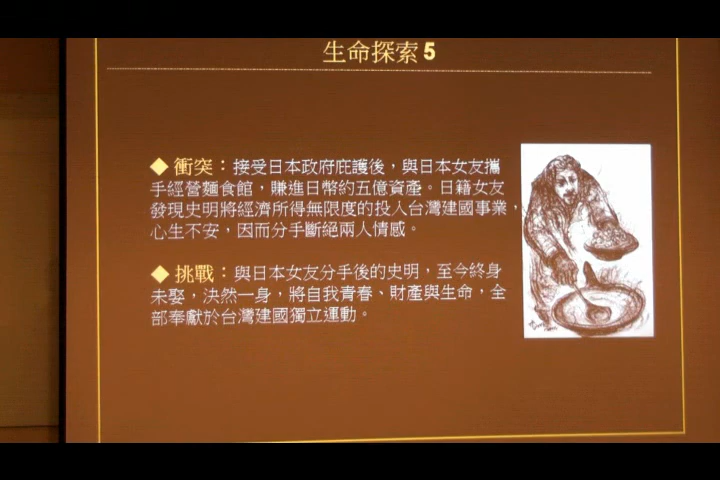 生命探索 5
◆ 衝突：接受日本政府庇護後，與日本女友攜
手經營麵食館，賺進日幣約五億資產。日籍女友
發現史明將經濟所得無限度的投入台灣建國事業，
心生不安，因而分手斷絕兩人情感。
◆ 挑戰：與日本女友分手後的史明，至今終身
未娶，決然一身，將自我青春、財產與生命，全
部奉獻於台灣建國獨立運動。